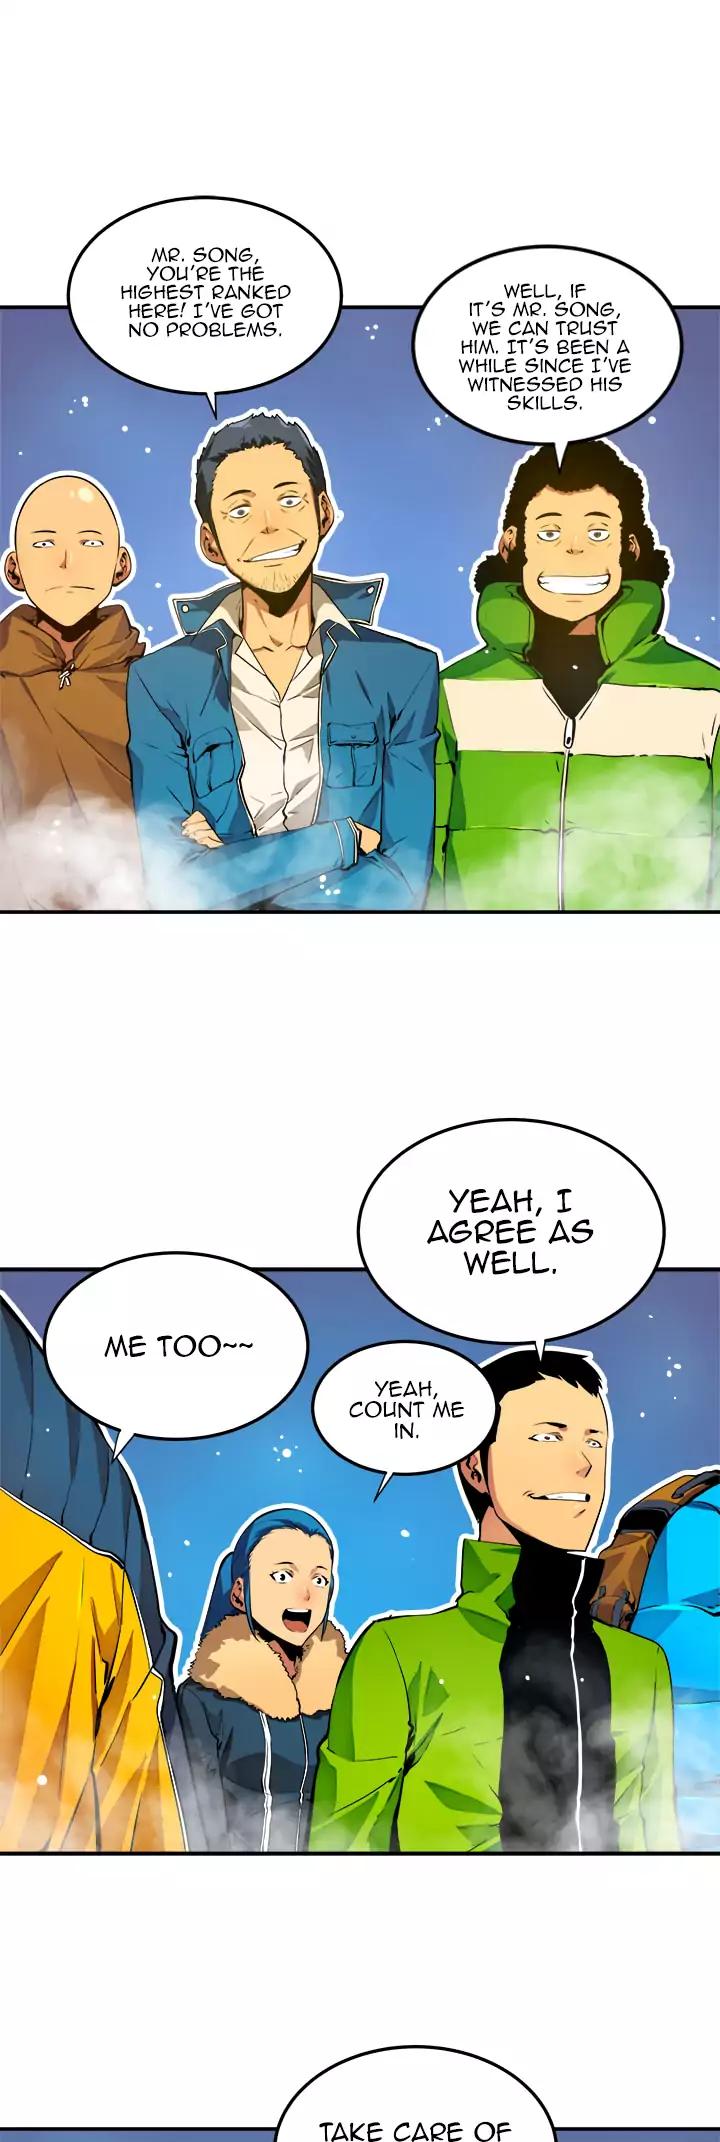 MR. SONG,
YOU'RE THE
HIGHEST RANKED
HERE! I'VE GOT
NO PROBLEMS.
WELL, IF
IT'S MR. SONG,
WE CAN TRUST
HIM. IT'S BEEN A
WHILE SINCE I'VE
WITNESSED HIS
SKILLS.
YEAH, I
AGREE AS
WELL.
ME TOO~~
YEAH,
COUNT ME
IN.
TAKE CARE OF